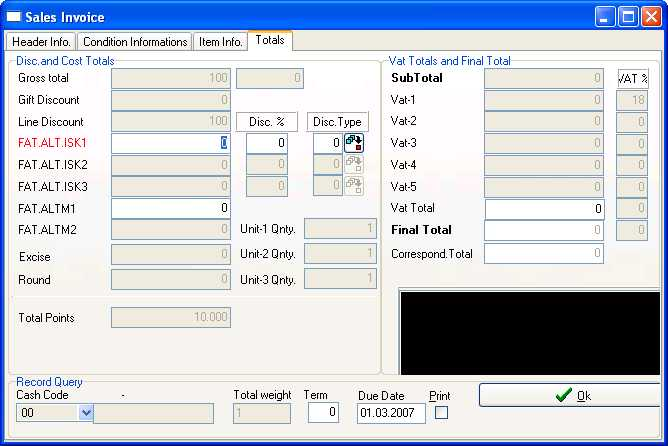 Sales Invoice
Header Info. Condition Informations Item Info. Totals
Disc.and Cost Totals Vat Totals and Final Total
Gross total 100 0 SubTotal 0 VAT %
Gift Discount 0 Vat-1 0 18
Line Discount 100 Disc. % Disc.Type Vat-2 0 0
FAT.ALT.ISK1 0 0 0 Vat-3 0 0
FAT.ALT.ISK2 0 0 0 Vat-4 0 0
FAT.ALT.ISK3 0 0 0 Vat-5 0 0
FAT.ALTM1 0 Vat Total 0 0
FAT.ALTM2 0 Unit-1 Qnty. 1 Final Total 0 0
Excise 0 Unit-2 Qnty. 1 Correspond.Total 0
Round 0 Unit-3 Qnty. 1
Total Points 10.000
Record Query
Cash Code - Total weight Term Due Date Print Ok
00 1 0 01.03.2007